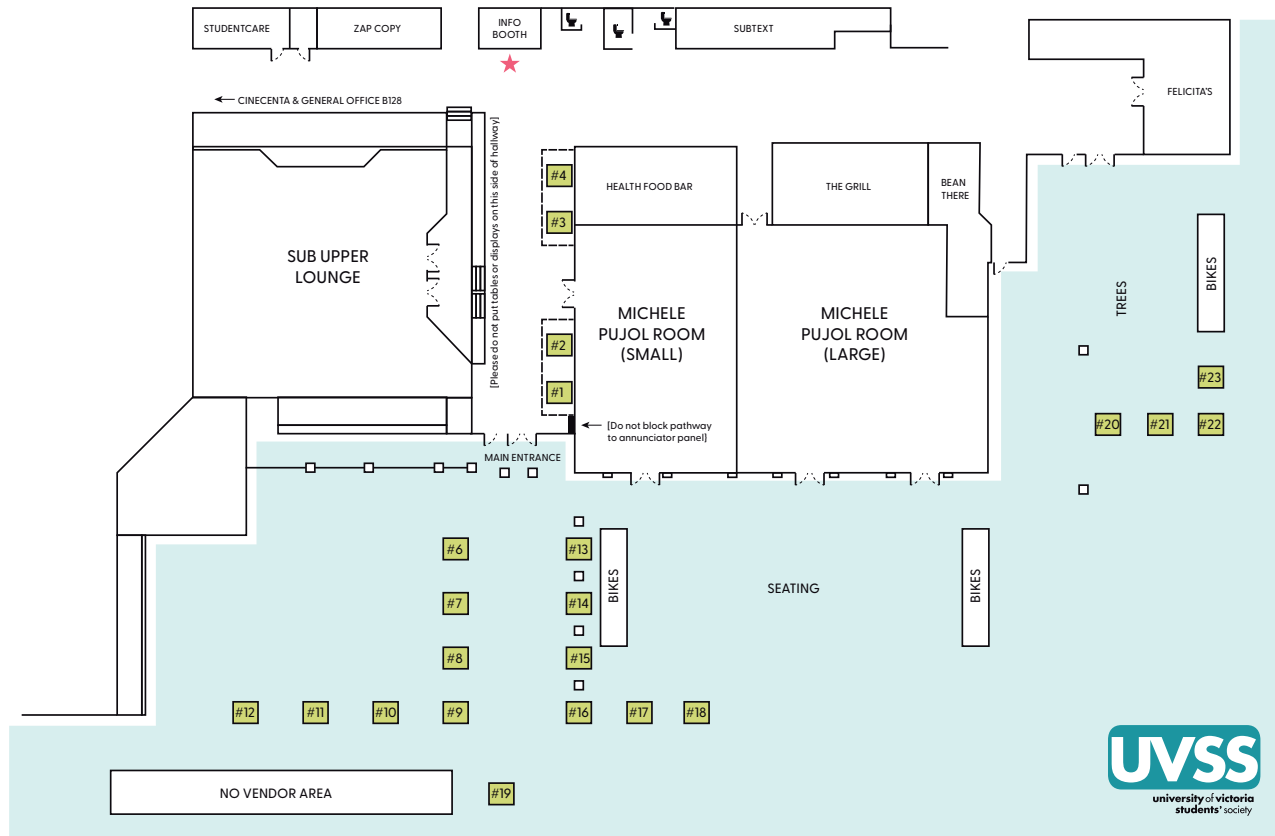 STUDENTCARE
ZAP COPY
INFO
BOOTH
SUBTEXT
FELICITA'S
CINECENTA & GENERAL OFFICE B128
[Please do not put tables or displays on this side of hallway]
#4
#3
HEALTH FOOD BAR
THE GRILL
BEAN
THERE
SUB UPPER
LOUNGE
MICHELE
PUJOL ROOM
(SMALL)
MICHELE
PUJOL ROOM
(LARGE)
TREES
BIKES
#2
#1
#23
#20
#21
#22
[Do not block pathway
to annunciator panel]
MAIN ENTRANCE
#6
#13
BIKES
SEATING
BIKES
#7
#14
#8
#15
#12
#11
#10
#9
#16
#17
#18
NO VENDOR AREA
#19
UVSS
university of victoria
students' society